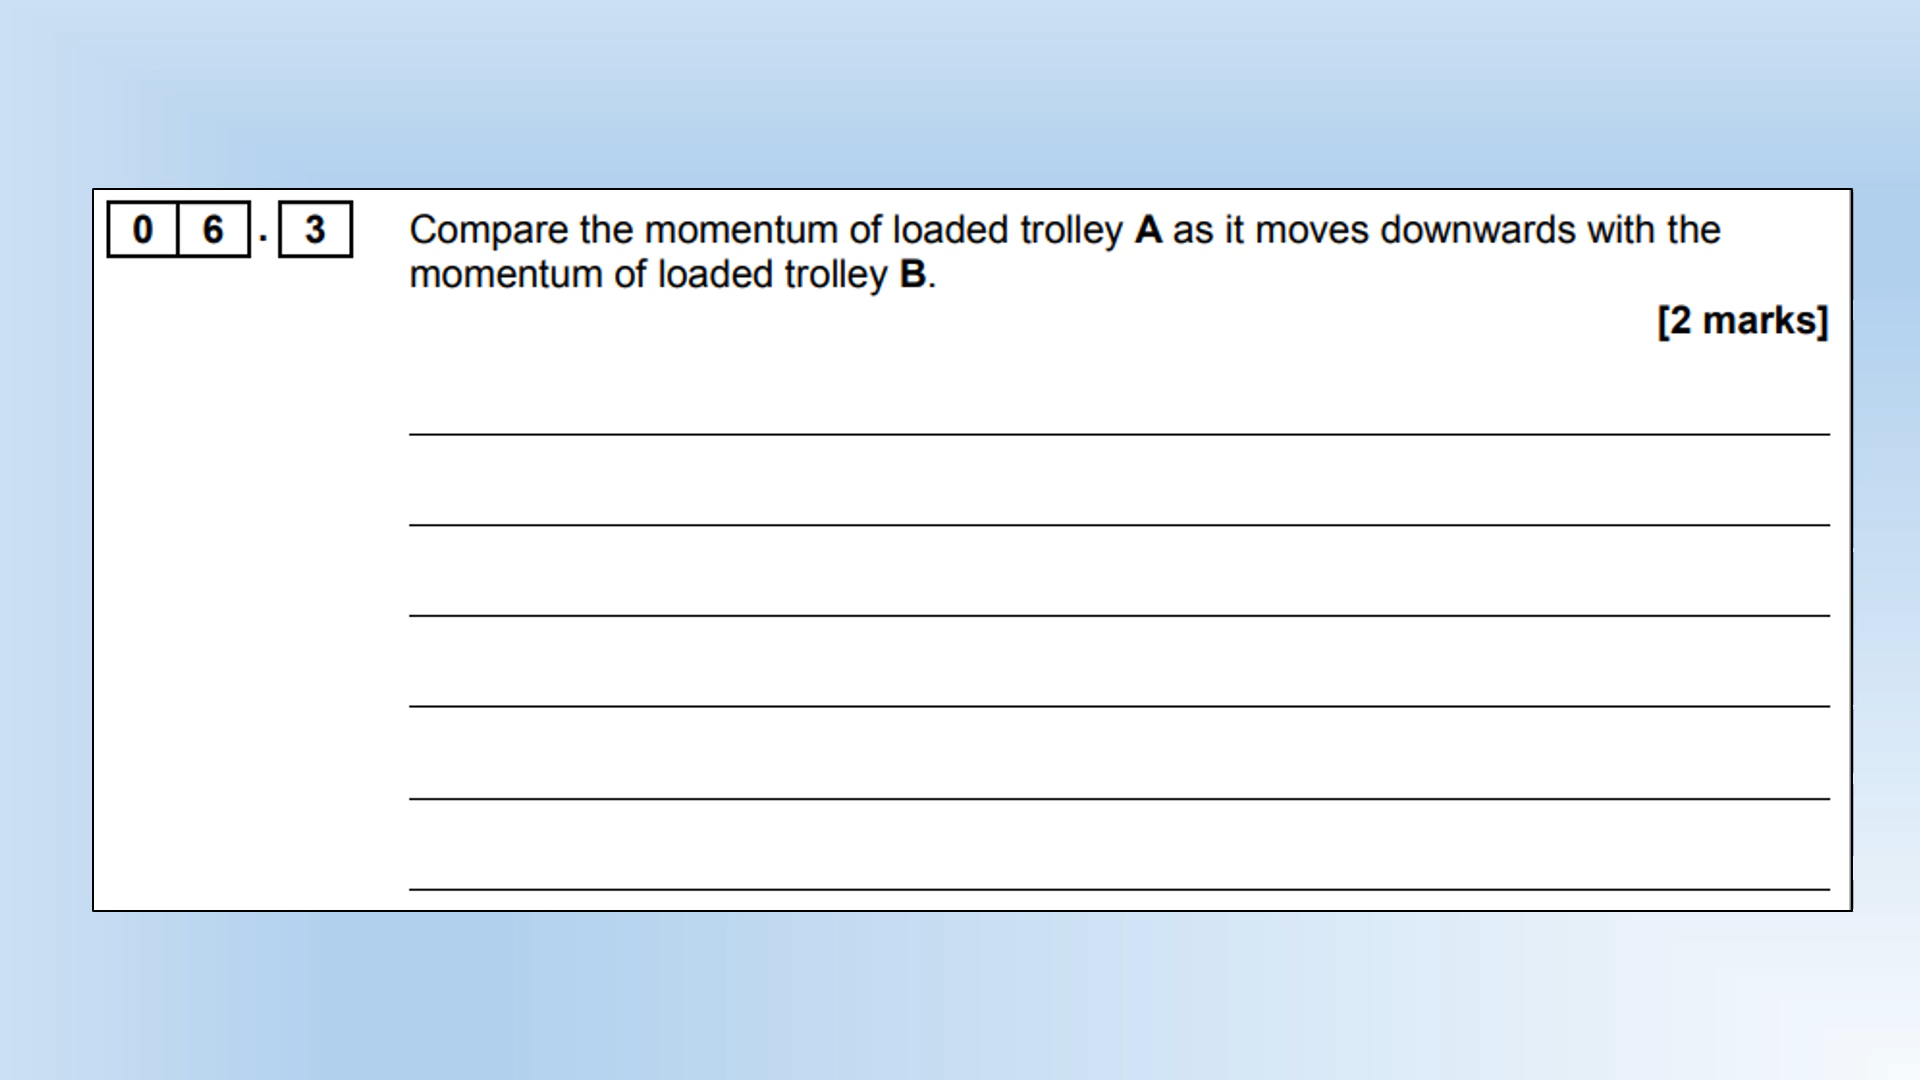 0 6 . 3 Compare the momentum of loaded trolley A as it moves downwards with the
momentum of loaded trolley B.
[2 marks]